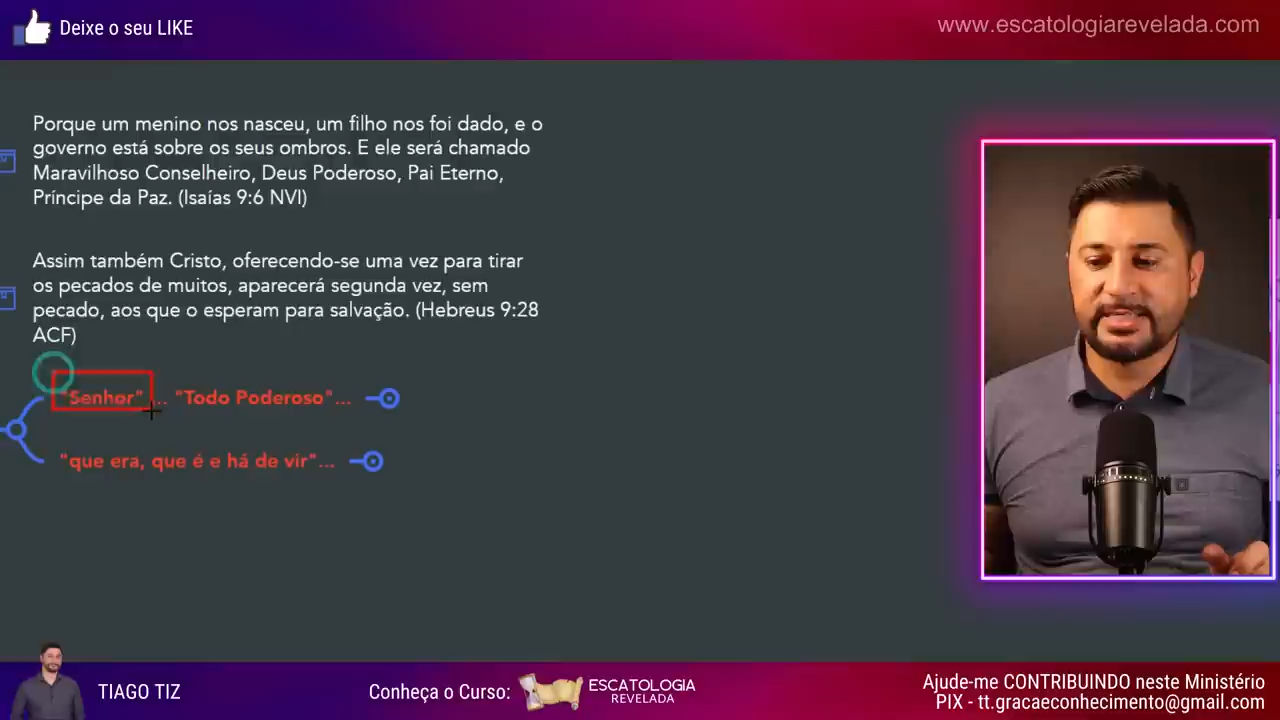 Deixe o seu LIKE
www.escatologiarevelada.com
Porque um menino nos nasceu, um filho nos foi dado, e o
governo está sobre os seus ombros. E ele será chamado
Maravilhoso Conselheiro, Deus Poderoso, Pai Eterno,
Príncipe da Paz. (Isaías 9:6 NVI)
Assim também Cristo, oferecendo-se uma vez para tirar
os pecados de muitos, aparecerá segunda vez, sem
pecado, aos que o esperam para salvação. (Hebreus 9:28
ACF)
"Senhor"... "Todo Poderoso"...
"que era, que é e há de vir"...
TIAGO TIZ
Conheça o Curso:
ESCATOLOGIA
REVELADA
Ajude-me CONTRIBUINDO neste Ministério
PIX - tt.gracaeconhecimento@gmail.com